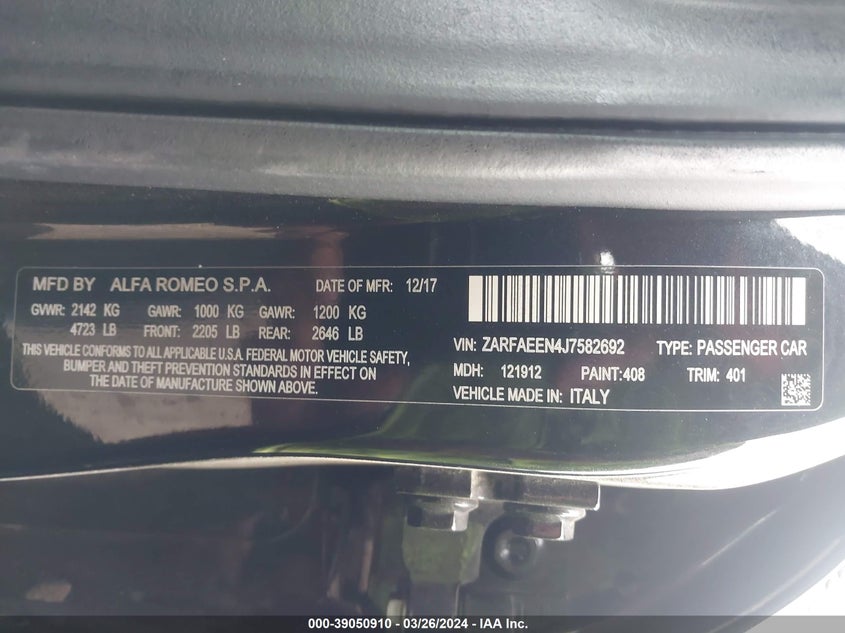 MFD BY ALFA ROMEO S.P.A. DATE OF MFR: 12/17
GVWR: 2142 KG GAWR: 1000 KG GAWR: 1200 KG
4723 LB FRONT: 2205 LB REAR: 2646 LB
THIS VEHICLE CONFORMS TO ALL APPLICABLE U.S.A. FEDERAL MOTOR VEHICLE SAFETY,
BUMPER AND THEFT PREVENTION STANDARDS IN EFFECT ON
THE DATE OF MANUFACTURE SHOWN ABOVE.
VIN: ZARFAEEN4J7582692 TYPE: PASSENGER CAR
MDH: 121912 PAINT: 408 TRIM: 401
VEHICLE MADE IN: ITALY
000-39050910 - 03/26/2024 - IAA Inc.